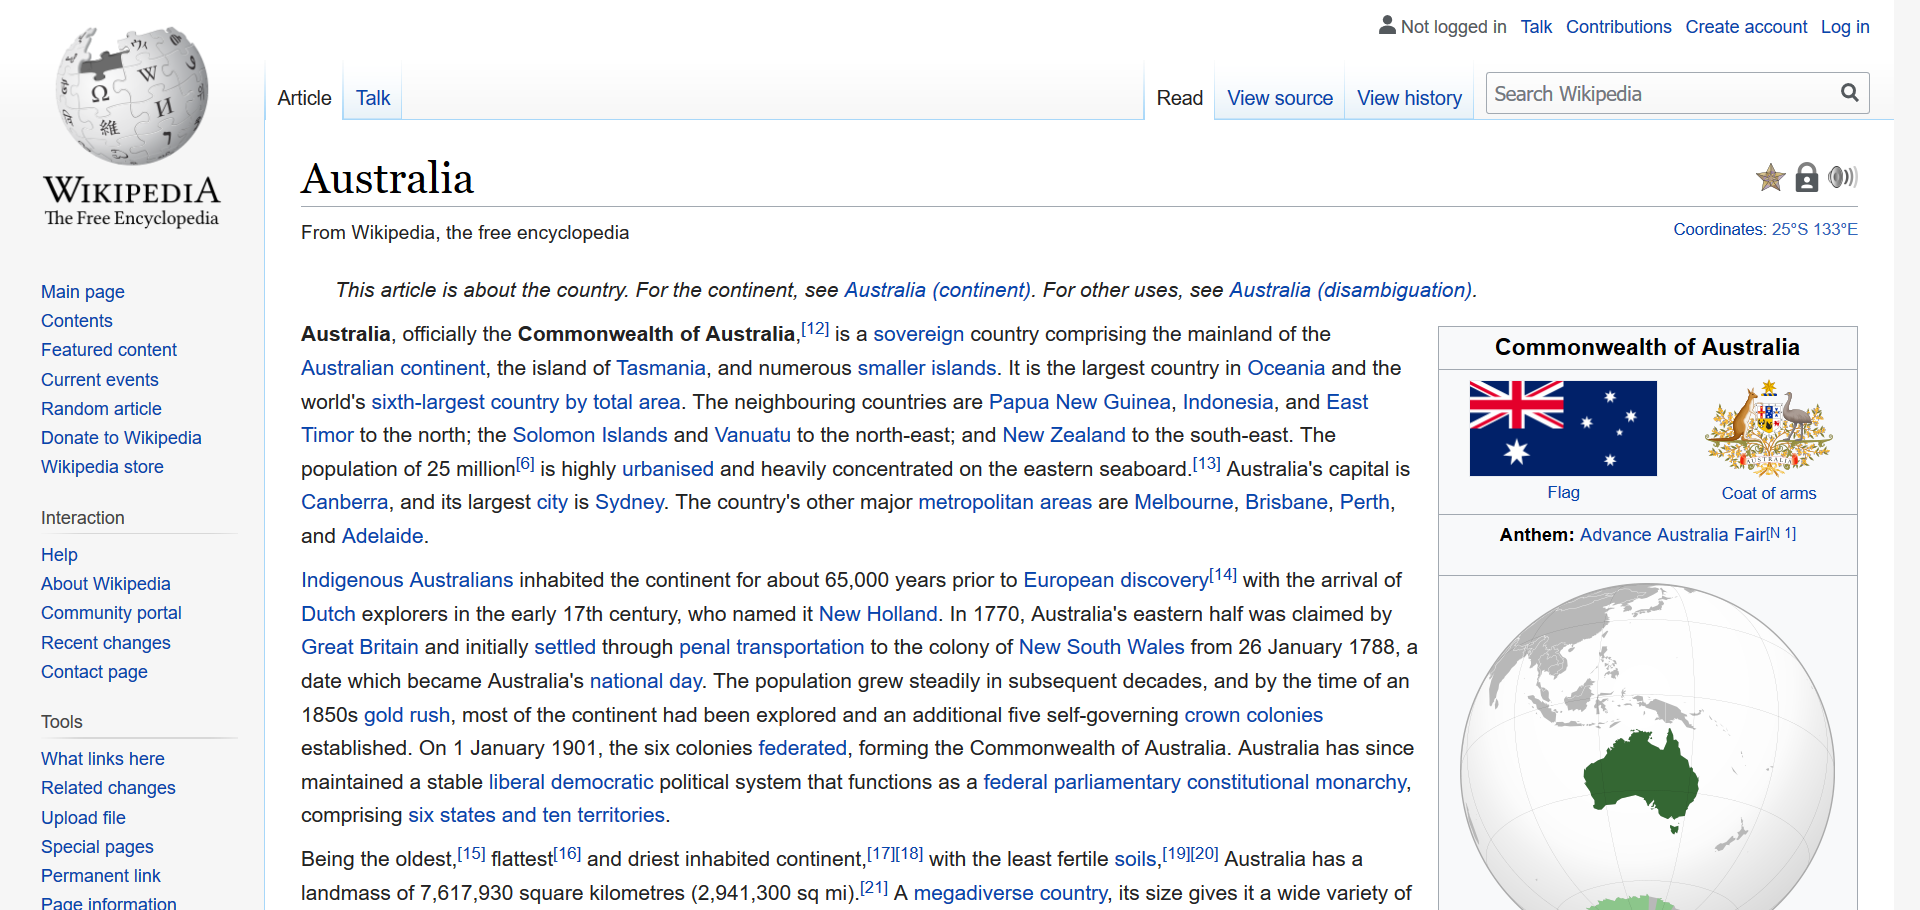 Not logged in Talk Contributions Create account Log in
Article Talk Read View source View history Search Wikipedia
WIKIPEDIA
The Free Encyclopedia
Main page
Contents
Featured content
Current events
Random article
Donate to Wikipedia
Wikipedia store
Interaction
Help
About Wikipedia
Community portal
Recent changes
Contact page
Tools
What links here
Related changes
Upload file
Special pages
Permanent link
Page information
Australia
From Wikipedia, the free encyclopedia
Coordinates: 25°S 133°E
This article is about the country. For the continent, see Australia (continent). For other uses, see Australia (disambiguation).
Australia, officially the Commonwealth of Australia,[12] is a sovereign country comprising the mainland of the
Australian continent, the island of Tasmania, and numerous smaller islands. It is the largest country in Oceania and the
world's sixth-largest country by total area. The neighbouring countries are Papua New Guinea, Indonesia, and East
Timor to the north; the Solomon Islands and Vanuatu to the north-east; and New Zealand to the south-east. The
population of 25 million[6] is highly urbanised and heavily concentrated on the eastern seaboard.[13] Australia's capital is
Canberra, and its largest city is Sydney. The country's other major metropolitan areas are Melbourne, Brisbane, Perth,
and Adelaide.
Indigenous Australians inhabited the continent for about 65,000 years prior to European discovery[14] with the arrival of
Dutch explorers in the early 17th century, who named it New Holland. In 1770, Australia's eastern half was claimed by
Great Britain and initially settled through penal transportation to the colony of New South Wales from 26 January 1788, a
date which became Australia's national day. The population grew steadily in subsequent decades, and by the time of an
1850s gold rush, most of the continent had been explored and an additional five self-governing crown colonies
established. On 1 January 1901, the six colonies federated, forming the Commonwealth of Australia. Australia has since
maintained a stable liberal democratic political system that functions as a federal parliamentary constitutional monarchy,
comprising six states and ten territories.
Being the oldest,[15] flattest[16] and driest inhabited continent,[17][18] with the least fertile soils,[19][20] Australia has a
landmass of 7,617,930 square kilometres (2,941,300 sq mi).[21] A megadiverse country, its size gives it a wide variety of
Commonwealth of Australia
Flag
Coat of arms
Anthem: Advance Australia Fair[N 1]